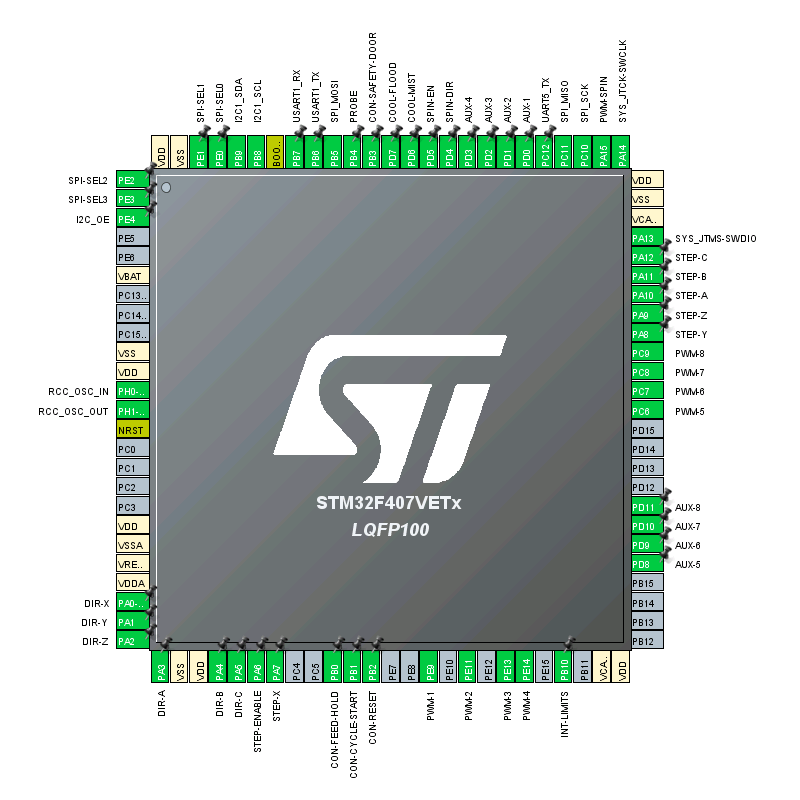 SPI-SEL1
SPI-SEL0
I2C1_SDA
I2C1_SCL
USART1_RX
USART1_TX
SPI_MOSI
PROBE
CON-SAFETY-DOOR
COOL-FLOOD
COOL-MIST
SPIN-EN
SPIN-DIR
AUX-4
AUX-3
AUX-2
AUX-1
UART5_TX
SPI_MISO
SPI_SCK
PWM-SPIN
SYS_JTCK-SWCLK
VDD
VSS
PE1
PE0
PB9
PB8
BOO..
PB7
PB6
PB5
PB4
PB3
PD7
PD6
PD5
PD4
PD3
PD2
PD1
PD0
PC12
PC11
PC10
PA15
PA14
SPI-SEL2 PE2
SPI-SEL3 PE3
I2C_OE PE4
PE5
PE6
VBAT
PC13..
PC14..
PC15..
VSS
VDD
RCC_OSC_IN PH0-..
RCC_OSC_OUT PH1-..
NRST
PC0
PC1
PC2
PC3
VDD
VSSA
VRE..
VDDA
DIR-X PA0-..
DIR-Y PA1
DIR-Z PA2
STM32F407VETx
LQFP100
VDD
VSS
VCA..
PA13 SYS_JTMS-SWDIO
PA12 STEP-C
PA11 STEP-B
PA10 STEP-A
PA9 STEP-Z
PA8 STEP-Y
PC9 PWM-8
PC8 PWM-7
PC7 PWM-6
PC6 PWM-5
PD15
PD14
PD13
PD12
PD11 AUX-8
PD10 AUX-7
PD9 AUX-6
PD8 AUX-5
PB15
PB14
PB13
PB12
PA3
VSS
VDD
PA4
PA5
PA6
PA7
PC4
PC5
PB0
PB1
PB2
PE7
PE8
PE9
PE10
PE11
PE12
PE13
PE14
PE15
PB10
PB11
VCA..
VDD
DIR-A
DIR-B
DIR-C
STEP-ENABLE
STEP-X
CON-FEED-HOLD
CON-CYCLE-START
CON-RESET
PWM-1
PWM-2
PWM-3
PWM-4
INT-LIMITS